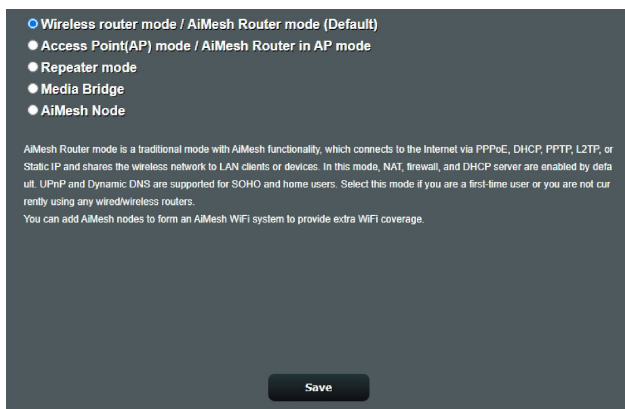 Wireless router mode / AiMesh Router mode (Default)
Access Point(AP) mode / AiMesh Router in AP mode
Repeater mode
Media Bridge
AiMesh Node
AiMesh Router mode is a traditional mode with AiMesh functionality, which connects to the Internet via PPPoE, DHCP, PPTP, L2TP, or
Static IP and shares the wireless network to LAN clients or devices. In this mode, NAT, firewall, and DHCP server are enabled by defa
ult. UPnP and Dynamic DNS are supported for SOHO and home users. Select this mode if you are a first-time user or you are not cur
rently using any wired/wireless routers.
You can add AiMesh nodes to form an AiMesh WiFi system to provide extra WiFi coverage.
Save